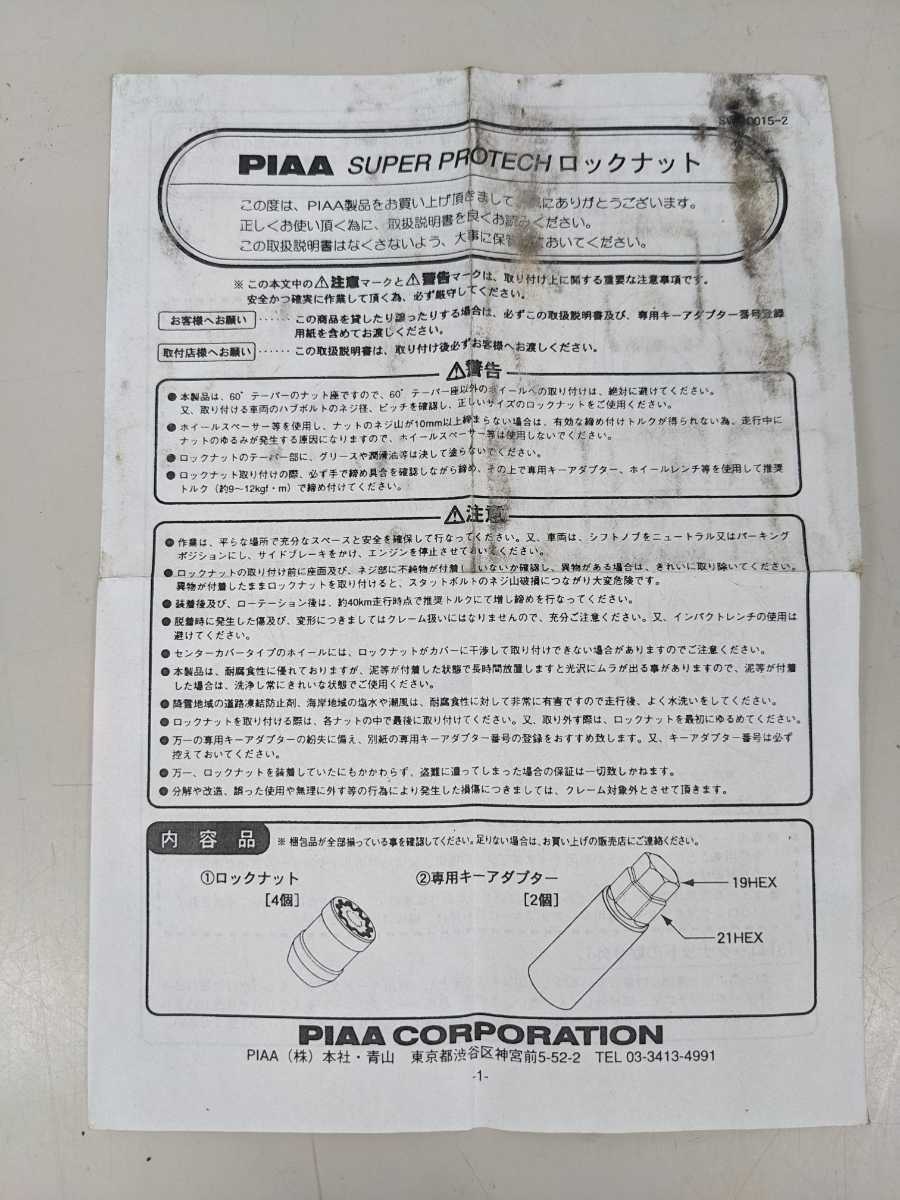 0015-2
PIAA SUPER PROTECH ロックナット
この度は、PIAA製品をお買い上げ頂きまして、にありがとうございます。
正しくお使い頂く為に、取扱説明書を良くお読みください。
この取扱説明書はなくさないよう、大事に保管おいてください。
※ この本文中の⚠注意マークと⚠警告マークは、取り付け上に関する重要な注意事項です。
安全かつ確実に作業して頂く為、必ず厳守してください。
お客様へお願い ‥‥‥ この商品を貸したり譲ったりする場合は、必ずこの取扱説明書及び、専用キーアダプター番号登録
用紙を含めてお渡しください。
取付店様へお願い ‥‥‥ この取扱説明書は、取り付け後必ずお客様へお渡しください。
⚠警告
● 本製品は、60°テーパーのナット座ですので、60°テーパー座以外のホイールへの取り付けは、絶対に避けてください。
又、取り付ける車両のハブボルトのネジ径、ピッチを確認し、正しいサイズのロックナットをご使用ください。
● ホイールスペーサー等を使用し、ナットのネジ山が10mm以上締まらない場合は、有効な締め付けトルクが得られない為、走行中に
ナットのゆるみが発生する原因になりますので、ホイールスペーサー等は使用しないでください。
● ロックナットのテーパー部に、グリースや潤滑油等は決して塗らないでください。
● ロックナット取り付けの際、必ず手で締め具合を確認しながら締め、その上で専用キーアダプター、ホイールレンチ等を使用して推奨
トルク（約9～12kgf・m）で締め付けてください。
⚠注意
● 作業は、平らな場所で充分なスペースと安全を確保して行なってください。又、車両は、シフトノブをニュートラル又はパーキング
ポジションにし、サイドブレーキをかけ、エンジンを停止させておいてください。
● ロックナットの取り付け前に座面及び、ネジ部に不純物が付着していないか確認し、異物がある場合は、きれいに取り除いてください。
異物が付着したままロックナットを取り付けると、スタットボルトのネジ山破損につながり大変危険です。
● 装着後及び、ローテーション後は、約40km走行時点で推奨トルクにて増し締めを行なってください。
● 脱着時に発生した傷及び、変形につきましてはクレーム扱いにはなりませんので、充分ご注意ください。又、インパクトレンチの使用は
避けてください。
● センターカバータイプのホイールには、ロックナットがカバーに干渉して取り付けできない場合がありますのでご注意ください。
● 本製品は、耐腐食性に優れておりますが、泥等が付着した状態で長時間放置しますと光沢にムラが出る事がありますので、泥等が付着
した場合は、洗浄し常にきれいな状態でご使用ください。
● 降雪地域の道路凍結防止剤、海岸地域の塩水や潮風は、耐腐食性に対して非常に有害ですので走行後、よく水洗いをしてください。
● ロックナットを取り付ける際は、各ナットの中で最後に取り付けてください。又、取り外す際は、ロックナットを最初にゆるめてください。
● 万一の専用キーアダプターの紛失に備え、別紙の専用キーアダプター番号の登録をおすすめ致します。又、キーアダプター番号は必ず
控えておいてください。
● 万一、ロックナットを装着していたにもかかわらず、盗難に遭ってしまった場合の保証は一切致しかねます。
● 分解や改造、誤った使用や無理に外す等の行為により発生した損傷につきましては、クレーム対象外とさせて頂きます。
内容品 ※ 梱包品が全部揃っている事を確認してください。足りない場合は、お買い上げの販売店にご連絡ください。
①ロックナット
[4個]
②専用キーアダプター
[2個]
19HEX
21HEX
PIAA CORPORATION
PIAA（株）本社・青山 東京都渋谷区神宮前5-52-2 TEL 03-3413-4991
-1-